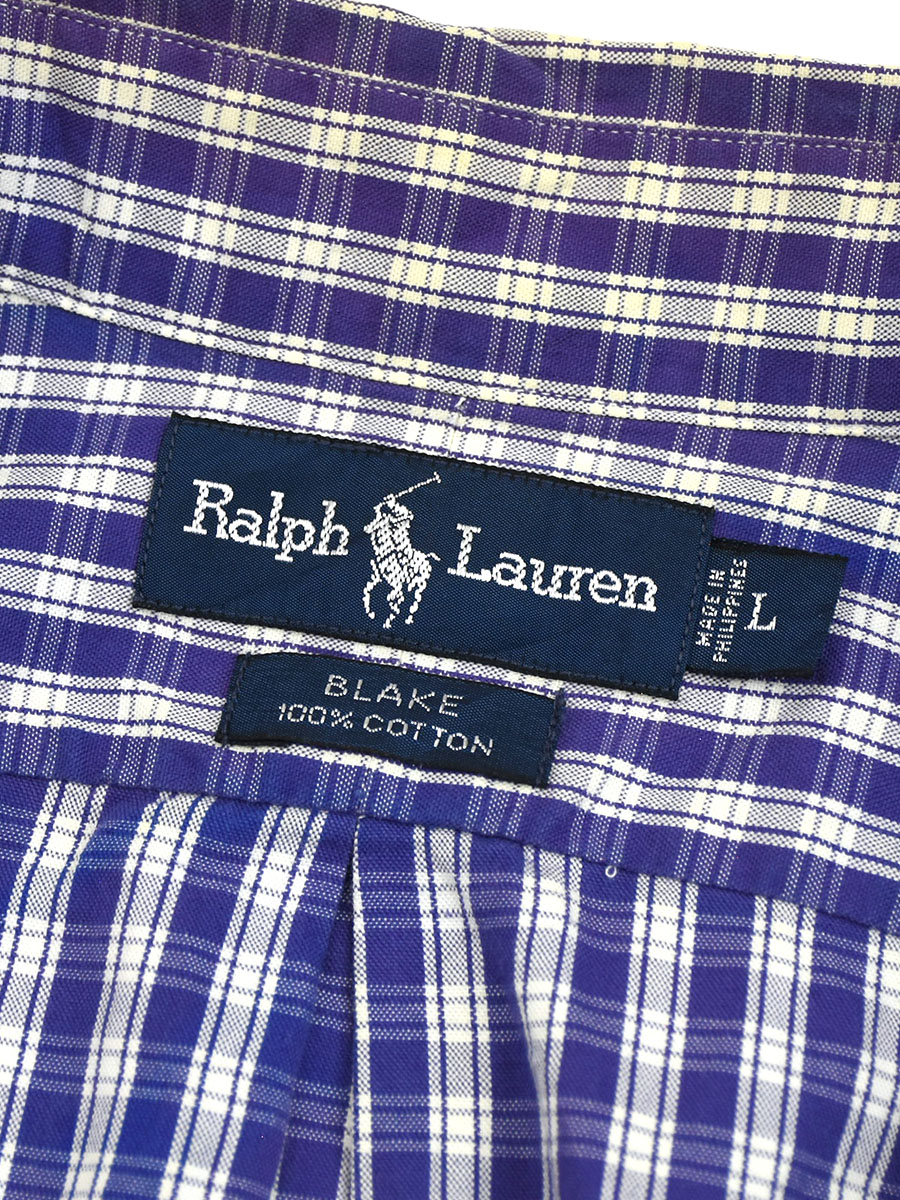 Ralph Lauren
MADE IN
PHILIPPINES
L
BLAKE
100% COTTON